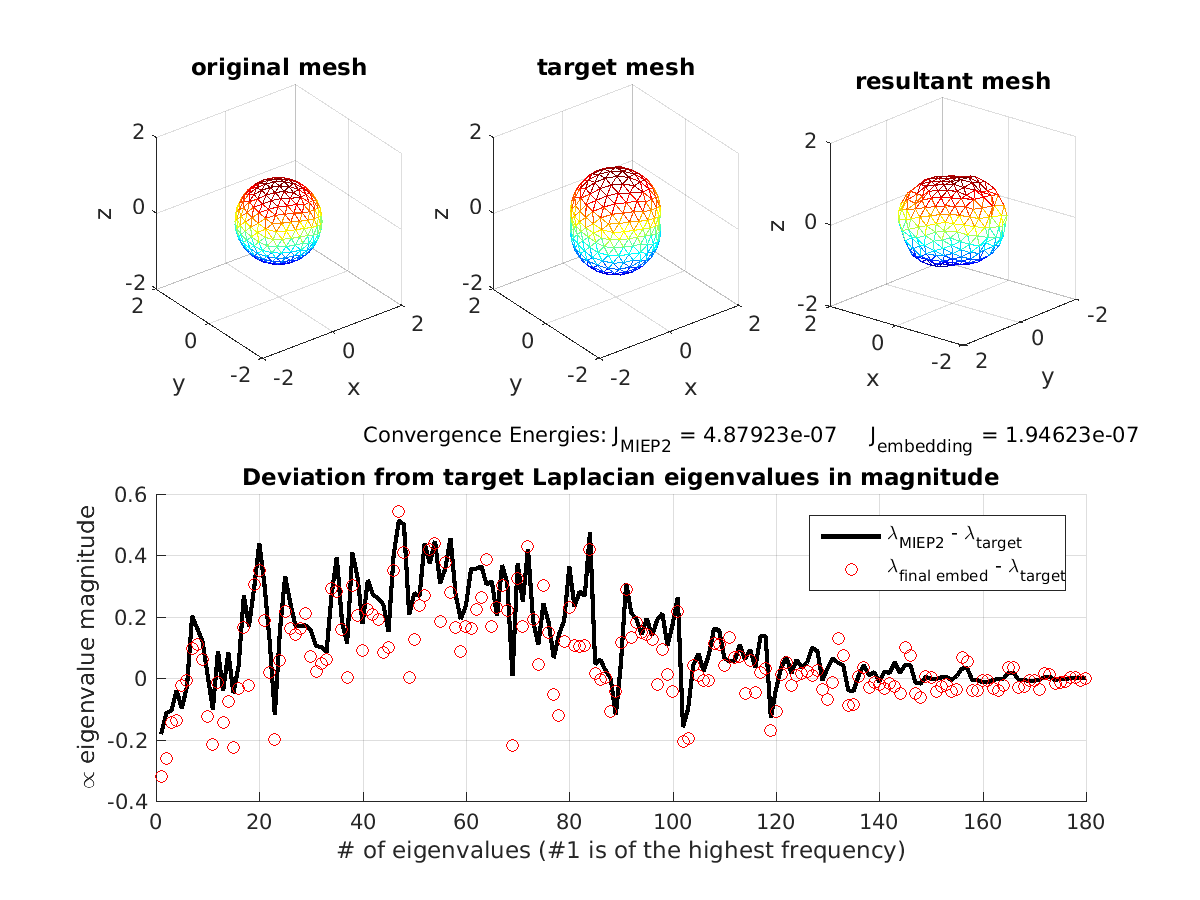 original mesh
target mesh
resultant mesh
2
0
-2
z
2
0
-2
y
-2
0
2
x
2
0
-2
z
2
0
-2
y
-2
0
2
x
2
0
-2
z
2
0
-2
x
2
0
-2
y
Convergence Energies: J_MIEP2 = 4.87923e-07 J_embedding = 1.94623e-07
Deviation from target Laplacian eigenvalues in magnitude
λ_MIEP2 - λ_target
λ_final embed - λ_target
0.6
0.4
0.2
0
-0.2
-0.4
∝ eigenvalue magnitude
0 20 40 60 80 100 120 140 160 180
# of eigenvalues (#1 is of the highest frequency)